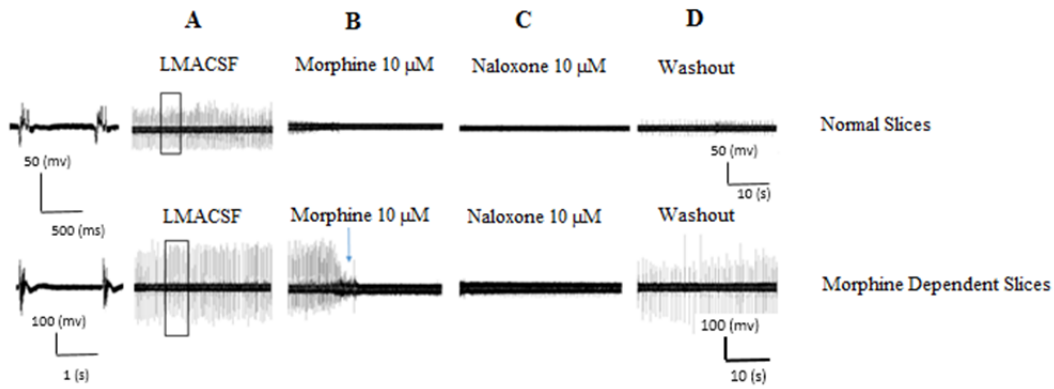 A B C D
LMACSF Morphine 10 µM Naloxone 10 µM Washout
Normal Slices
50 (mv)
500 (ms)
50 (mv)
10 (s)
LMACSF Morphine 10 µM Naloxone 10 µM Washout
Morphine Dependent Slices
100 (mv)
1 (s)
100 (mv)
10 (s)